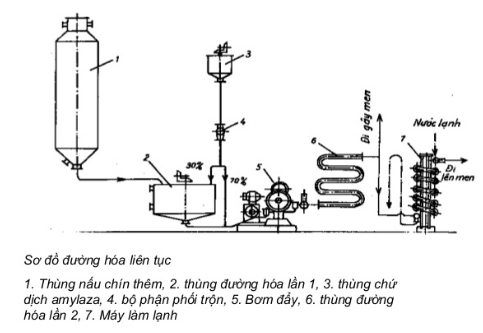 1
3
4
Nước lạnh
Đi gây men
6
7
Đi lên men
2
30%
70%
5
Sơ đồ đường hóa liên tục
1. Thùng nấu chín thêm, 2. thùng đường hóa lần 1, 3. thùng chứ
dịch amylaza, 4. bộ phận phối trộn, 5. Bơm đẩy, 6. thùng đường
hóa lần 2, 7. Máy làm lạnh